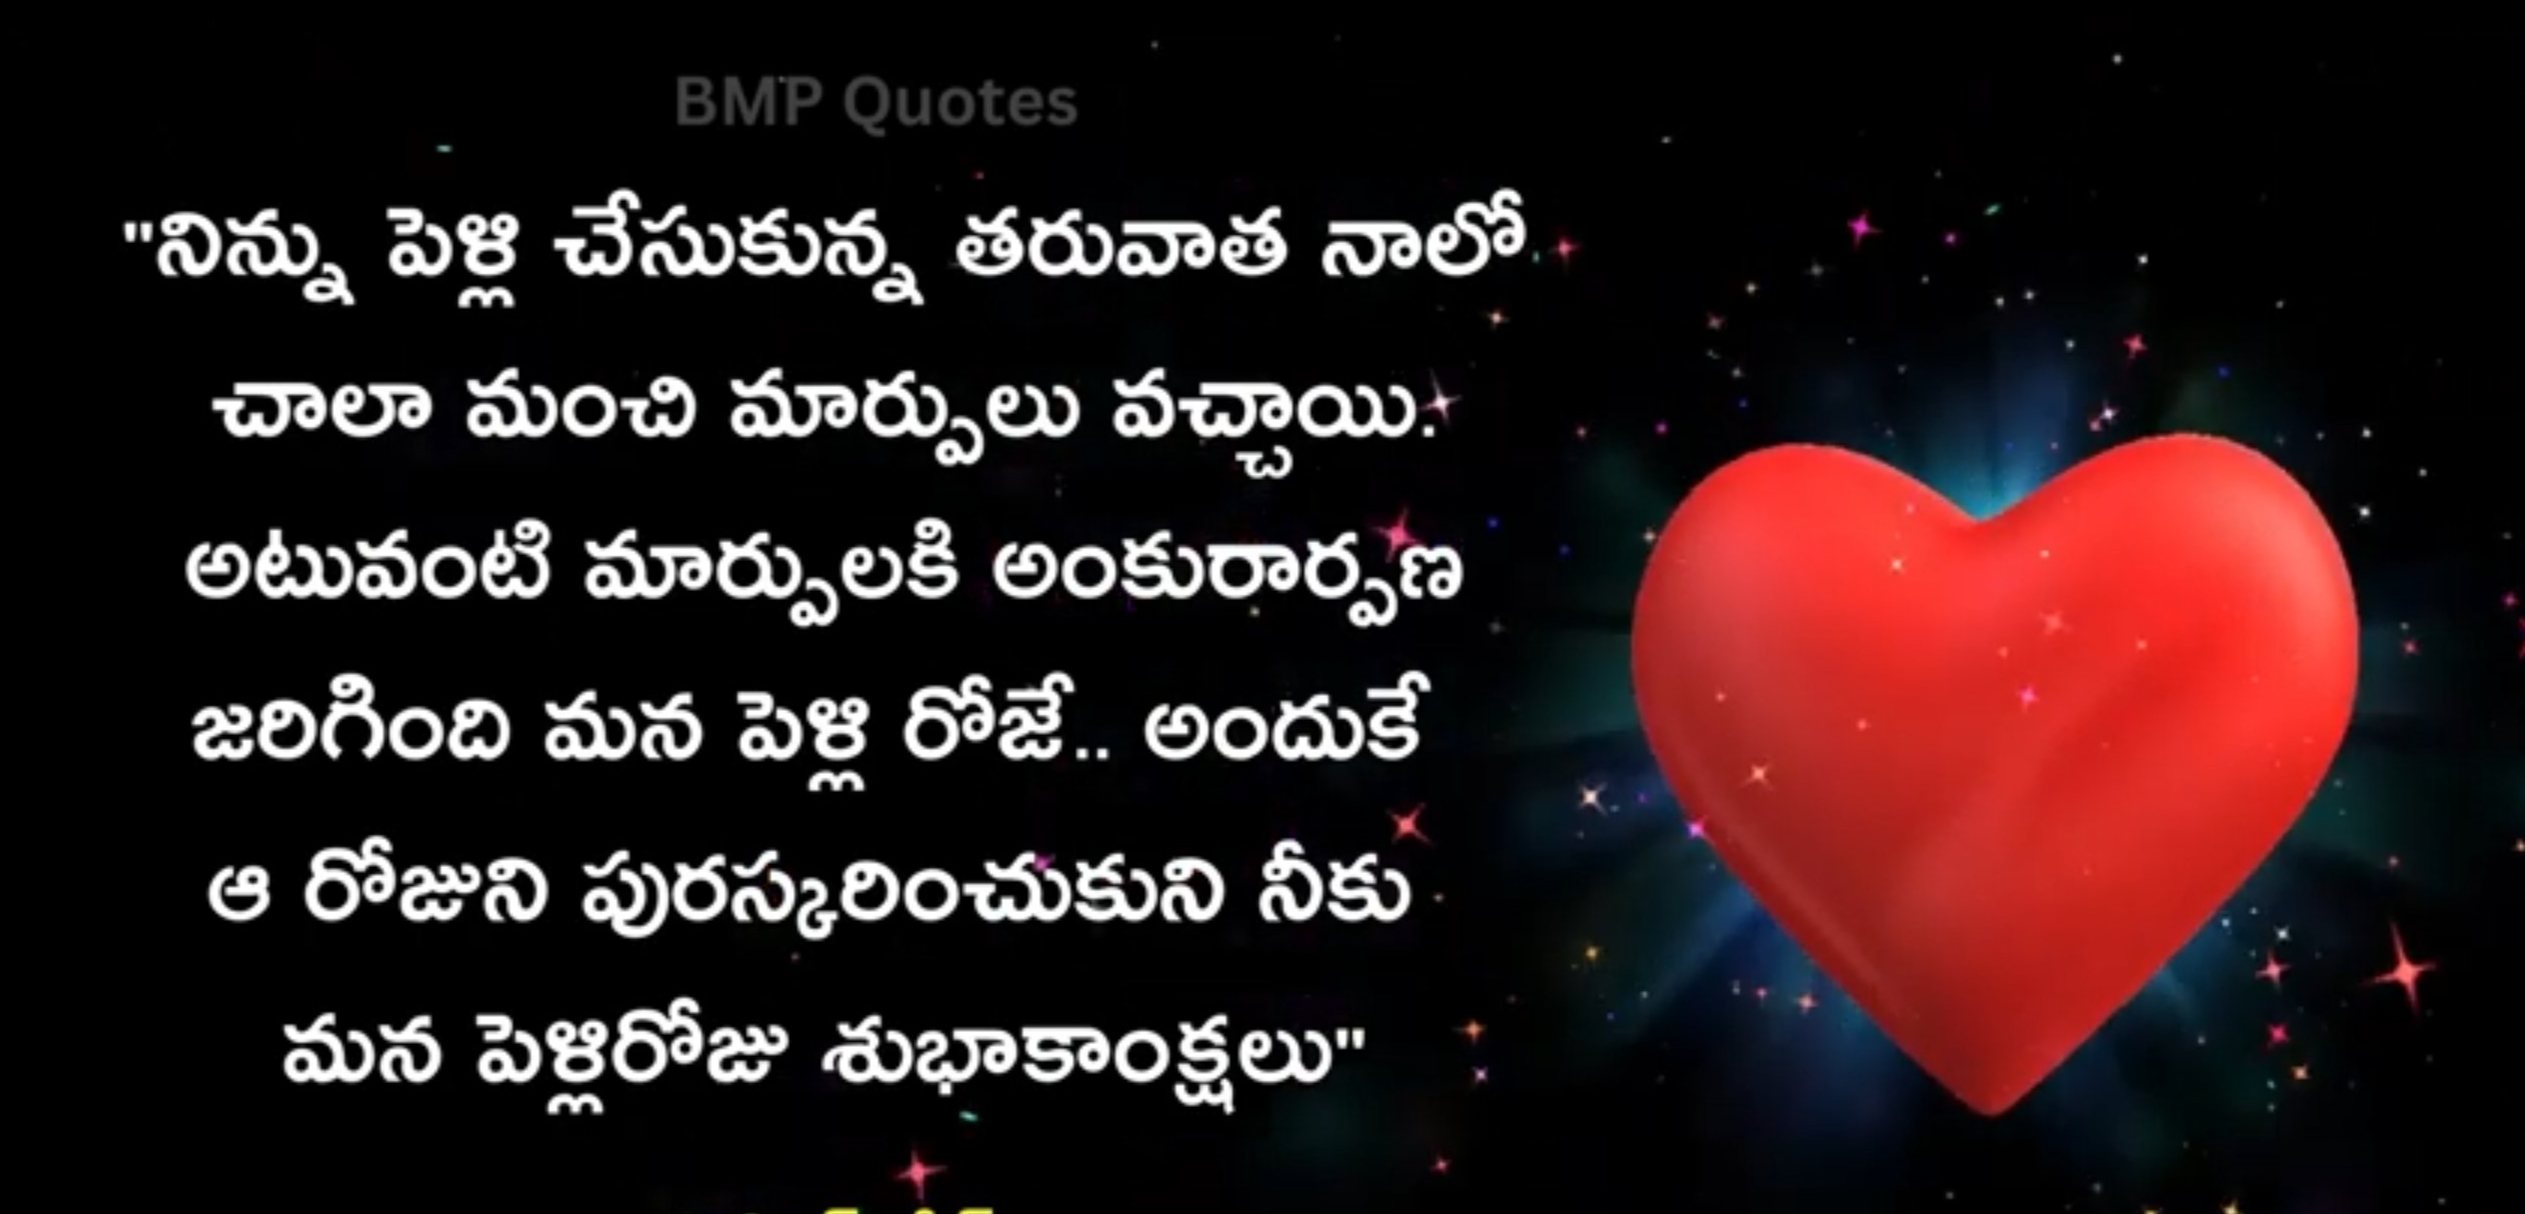 BMP Quotes
"నిన్ను పెళ్లి చేసుకున్న తరువాత నాలో
చాలా మంచి మార్పులు వచ్చాయి.
అటువంటి మార్పులకి అంకురార్పణ
జరిగింది మన పెళ్లి రోజే.. అందుకే
ఆ రోజుని పురస్కరించుకుని నీకు
మన పెళ్లిరోజు శుభాకాంక్షలు"